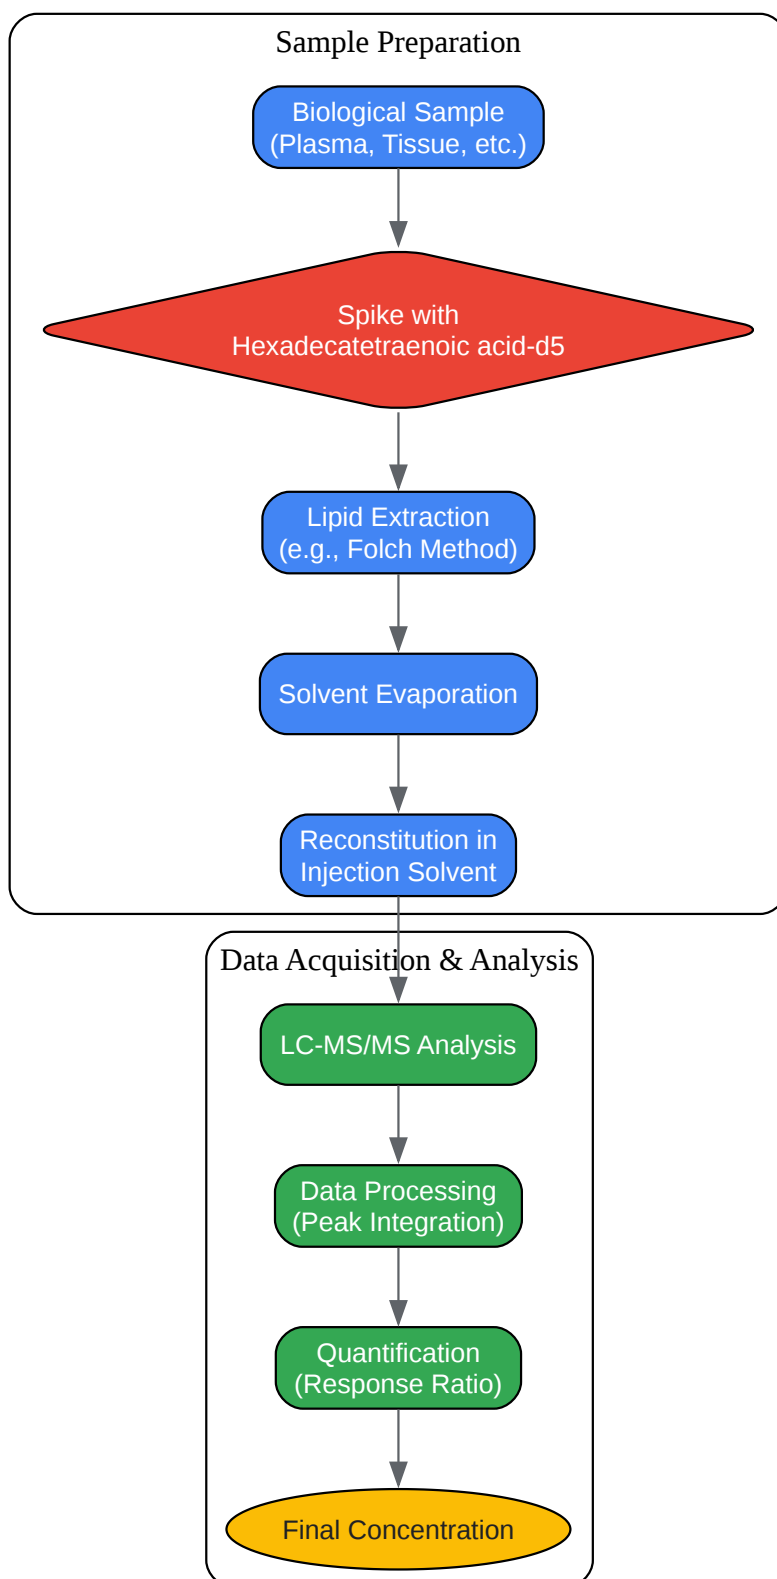 Sample Preparation
Biological Sample
(Plasma, Tissue, etc.)
Spike with
Hexadecatetraenoic acid-d5
Lipid Extraction
(e.g., Folch Method)
Solvent Evaporation
Reconstitution in
Injection Solvent
Data Acquisition & Analysis
LC-MS/MS Analysis
Data Processing
(Peak Integration)
Quantification
(Response Ratio)
Final Concentration